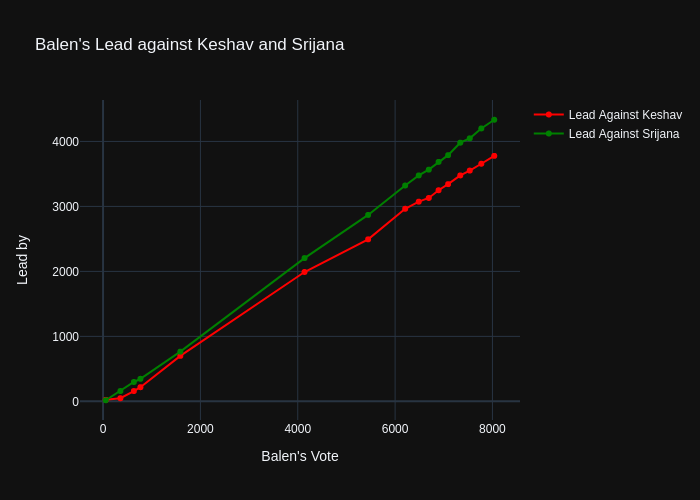 Balen's Lead against Keshav and Srijana
Lead Against Keshav
Lead Against Srijana
4000
3000
2000
1000
0
Lead by
0
2000
4000
6000
8000
Balen's Vote